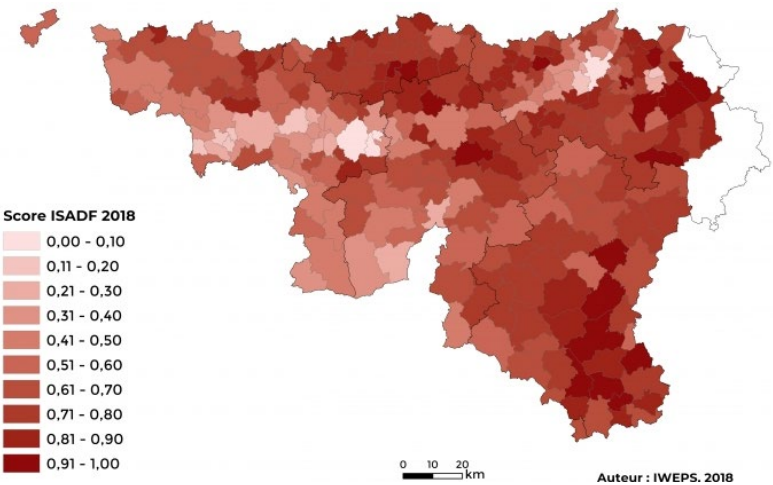 Score ISADF 2018
0,00 - 0,10
0,11 - 0,20
0,21 - 0,30
0,31 - 0,40
0,41 - 0,50
0,51 - 0,60
0,61 - 0,70
0,71 - 0,80
0,81 - 0,90
0,91 - 1,00
0 10 20
km
Auteur : IWEPS, 2018